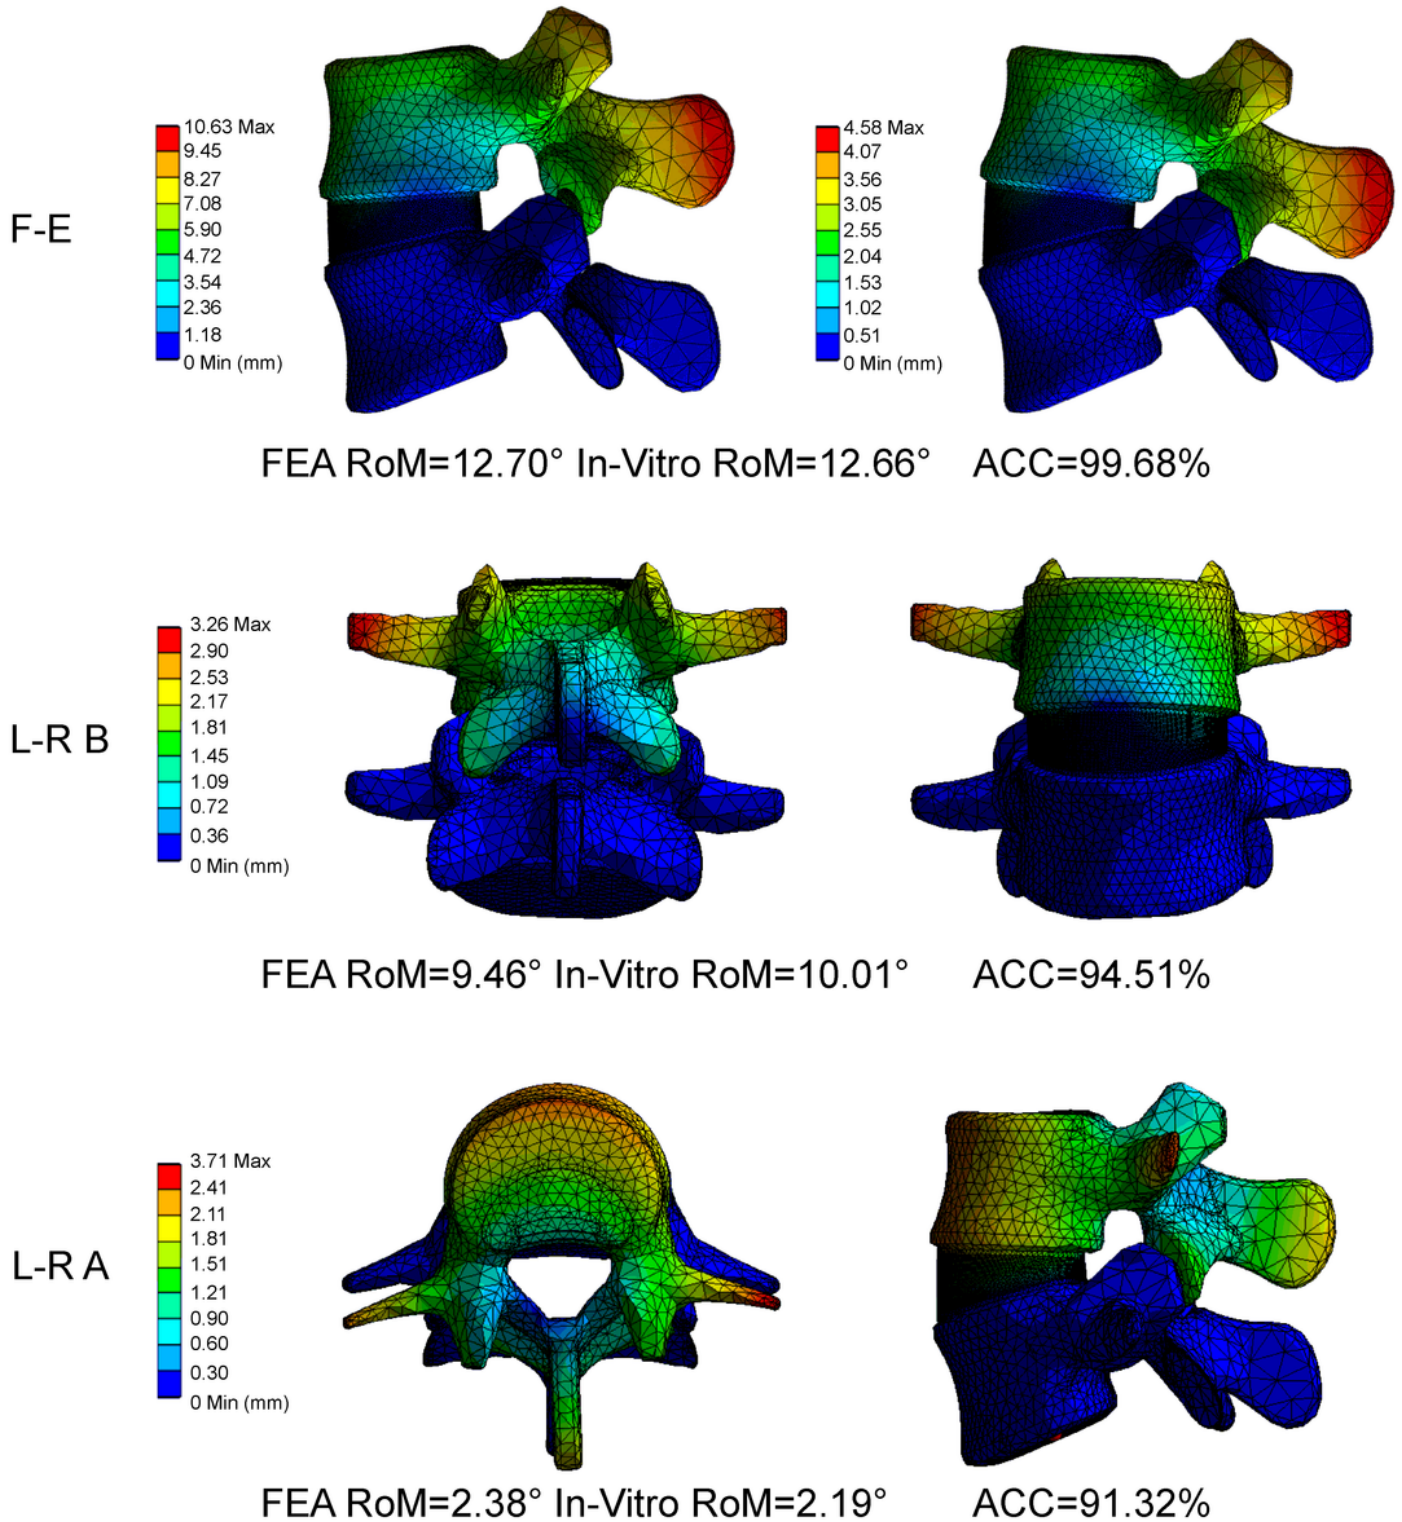 10.63 Max
9.45
8.27
7.08
5.90
4.72
3.54
2.36
1.18
0 Min (mm)
4.58 Max
4.07
3.56
3.05
2.55
2.04
1.53
1.02
0.51
0 Min (mm)
F-E
FEA RoM=12.70° In-Vitro RoM=12.66° ACC=99.68%
3.26 Max
2.90
2.53
2.17
1.81
1.45
1.09
0.72
0.36
0 Min (mm)
L-R B
FEA RoM=9.46° In-Vitro RoM=10.01° ACC=94.51%
3.71 Max
2.41
2.11
1.81
1.51
1.21
0.90
0.60
0.30
0 Min (mm)
L-R A
FEA RoM=2.38° In-Vitro RoM=2.19° ACC=91.32%